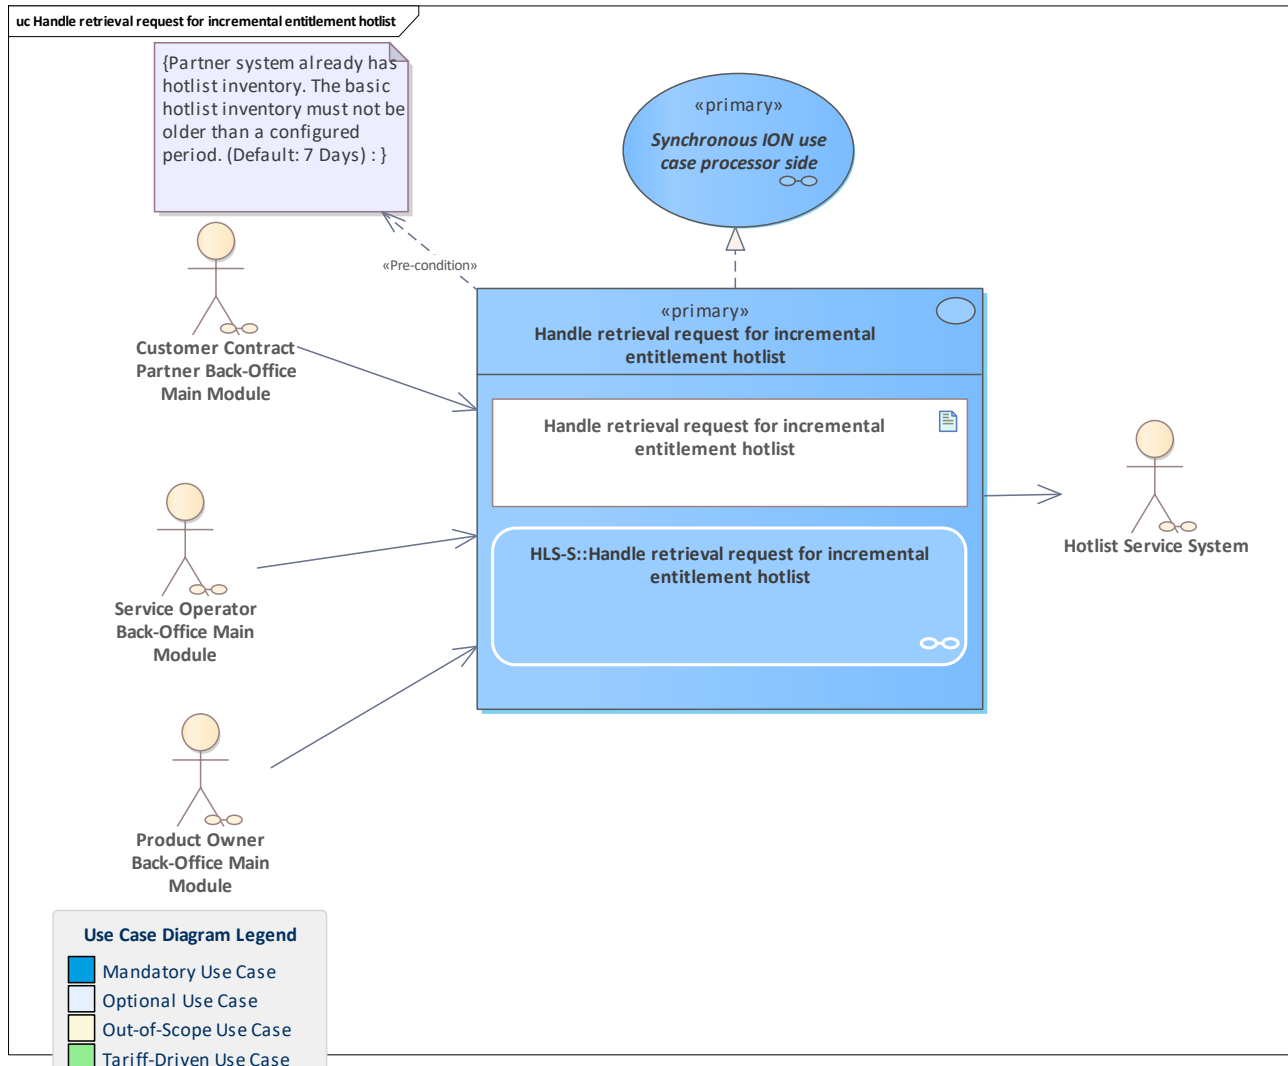 uc Handle retrieval request for incremental entitlement hotlist
{Partner system already has
hotlist inventory. The basic
hotlist inventory must not be
older than a configured
period. (Default: 7 Days) : }
«primary»
Synchronous ION use
case processor side
«Pre-condition»
Customer Contract
Partner Back-Office
Main Module
«primary»
Handle retrieval request for incremental
entitlement hotlist
Handle retrieval request for incremental
entitlement hotlist
HLS-S::Handle retrieval request for incremental
entitlement hotlist
Hotlist Service System
Service Operator
Back-Office Main
Module
Product Owner
Back-Office Main
Module
Use Case Diagram Legend
Mandatory Use Case
Optional Use Case
Out-of-Scope Use Case
Tariff-Driven Use Case